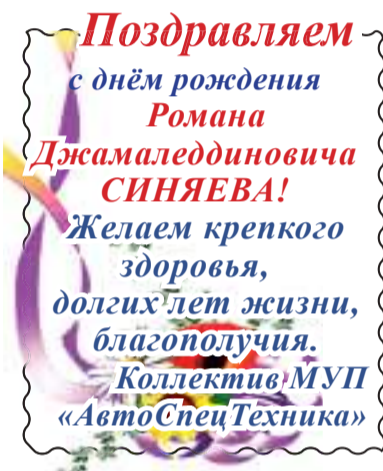 Поздравляем
с днём рождения
Романа
Джамаледдиновича
СИНЯЕВА!
Желаем крепкого
здоровья,
долгих лет жизни,
благополучия.
Коллектив МУП
«АвтоСпецТехника»